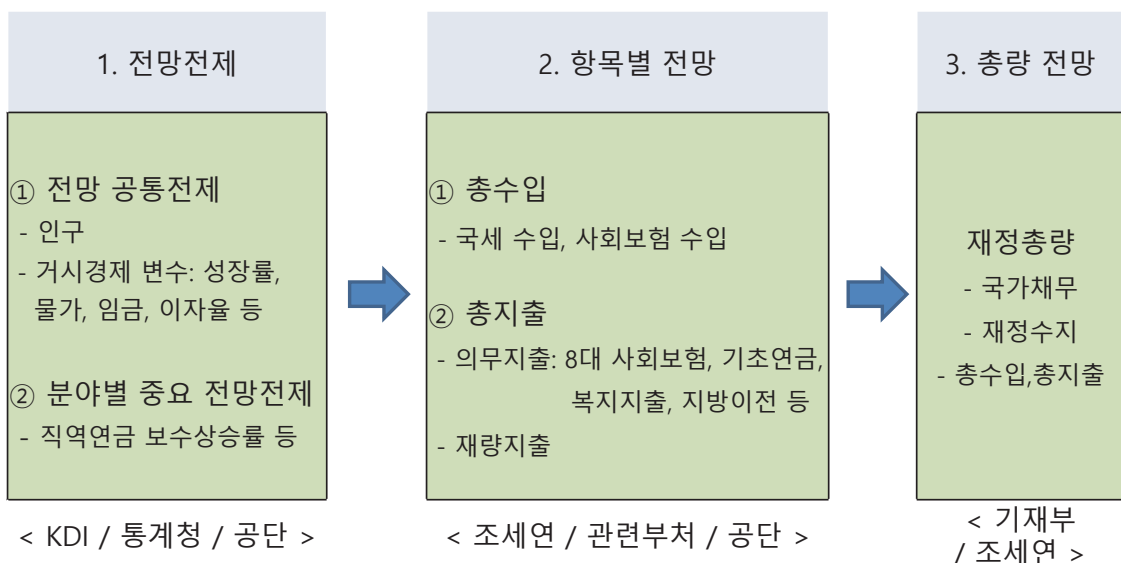 1. 전망전제
① 전망 공통전제
- 인구
- 거시경제 변수: 성장률,
물가, 임금, 이자율 등
② 분야별 중요 전망전제
- 직역연금 보수상승률 등
< KDI / 통계청 / 공단 >
2. 항목별 전망
① 총수입
- 국세 수입, 사회보험 수입
② 총지출
- 의무지출: 8대 사회보험, 기초연금,
복지지출, 지방이전 등
- 재량지출
< 조세연 / 관련부처 / 공단 >
3. 총량 전망
재정총량
- 국가채무
- 재정수지
- 총수입,총지출
< 기재부
/ 조세연 >